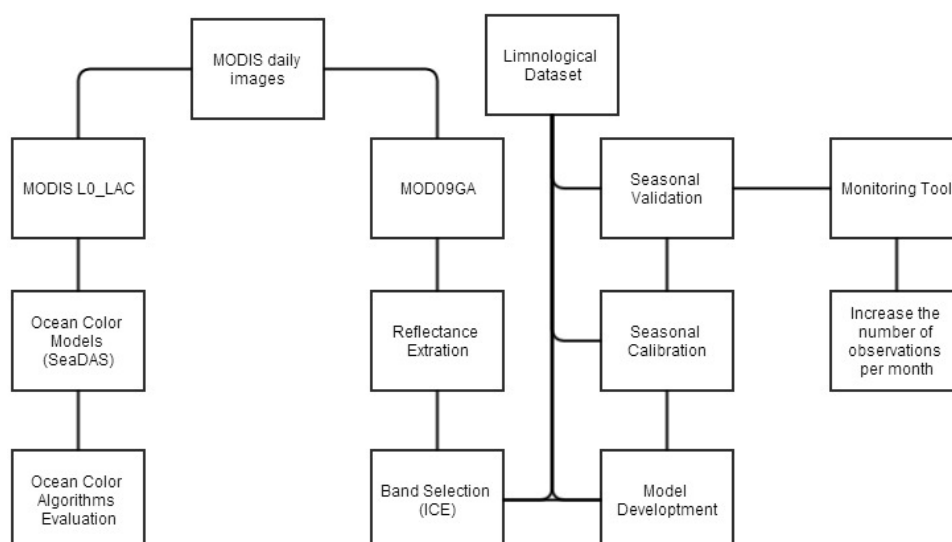 MODIS daily
images
Limnological
Dataset
MODIS L0_LAC
MOD09GA
Seasonal
Validation
Monitoring Tool
Ocean Color
Models
(SeaDAS)
Reflectance
Extration
Seasonal
Calibration
Increase the
number of
observations
per month
Ocean Color
Algorithms
Evaluation
Band Selection
(ICE)
Model
Developtment